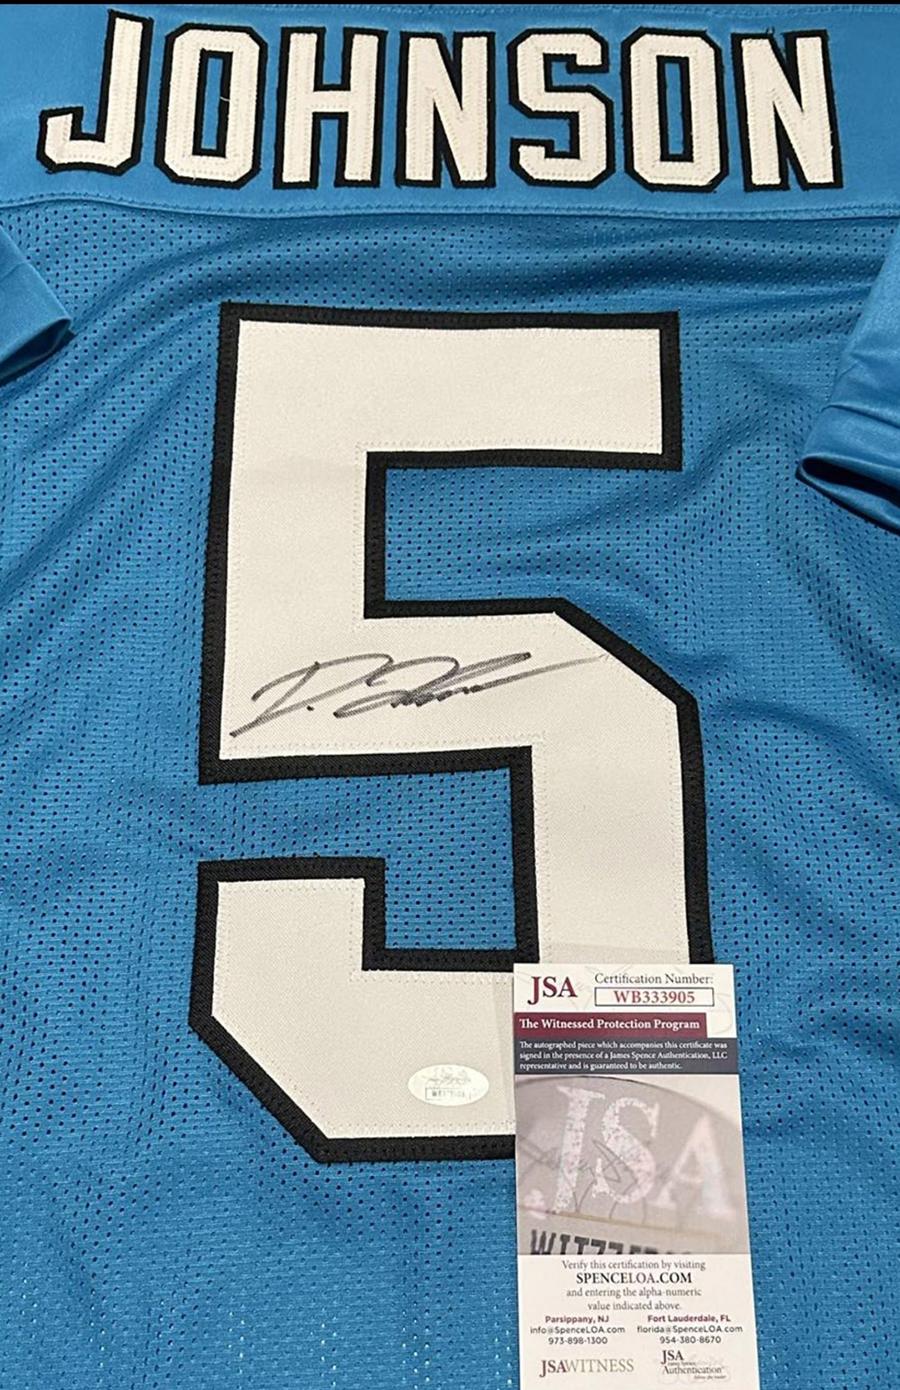 JOHNSON
5
D. Johnson
JSA
Certification Number:
WB333905
The Witnessed Protection Program
The autographed piece which accompanies this certificate was
signed in the presence of a James Spence Authentication, LLC
representative and is guaranteed to be authentic.
JSA
Verify this certification by visiting
SPENCELOA.COM
and entering the alpha-numeric
value indicated above.
Parsippany, NJ Fort Lauderdale, FL
info@SpenceLOA.com florida@SpenceLOA.com
973-898-1300 954-380-8670
JSAWITNESS JSA
Authentication